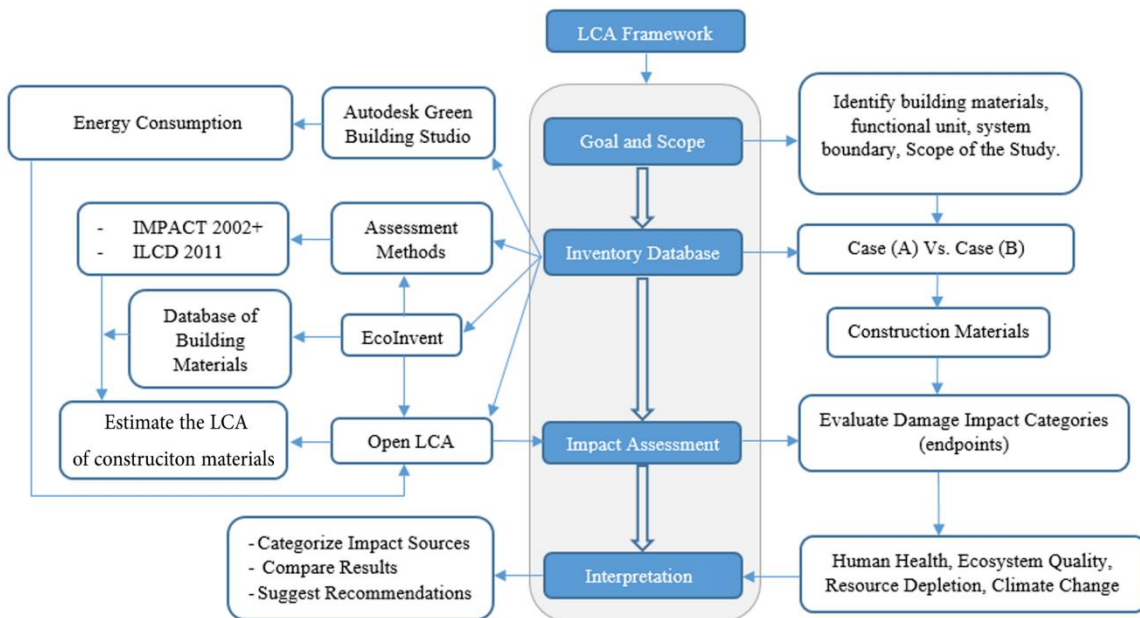 LCA Framework
Energy Consumption
Autodesk Green
Building Studio
Goal and Scope
Identify building materials,
functional unit, system
boundary, Scope of the Study.
- IMPACT 2002+
- ILCD 2011
Assessment
Methods
Inventory Database
Case (A) Vs. Case (B)
Database of
Building
Materials
EcoInvent
Construction Materials
Estimate the LCA
of construciton materials
Open LCA
Impact Assessment
Evaluate Damage Impact Categories
(endpoints)
- Categorize Impact Sources
- Compare Results
- Suggest Recommendations
Interpretation
Human Health, Ecosystem Quality,
Resource Depletion, Climate Change